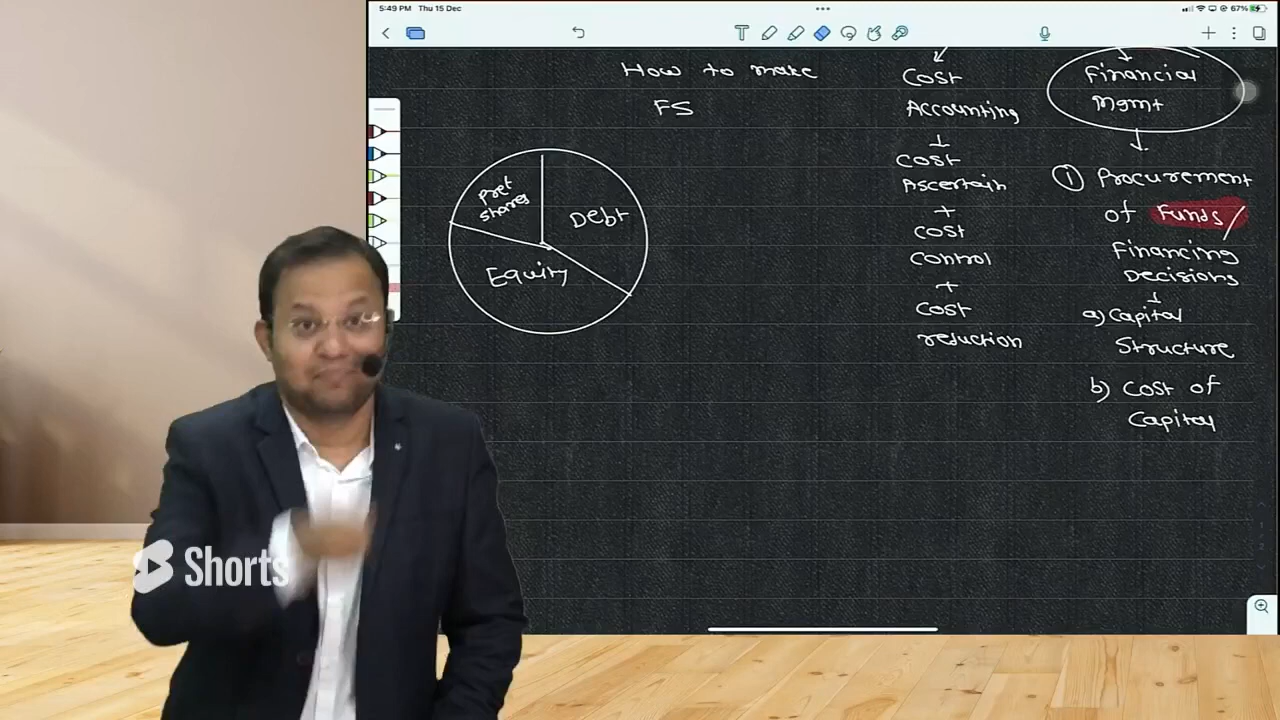 5:49 PM Thu 15 Dec
67%
How to make
FS
Pref
shares
Debt
Equity
Cost
Accounting
Cost
Ascertain
+
Cost
control
+
Cost
reduction
Financial
Mgmt
① Procurement
of Funds/
Financing
Decisions
a) Capital
Structure
b) Cost of
Capital
Shorts